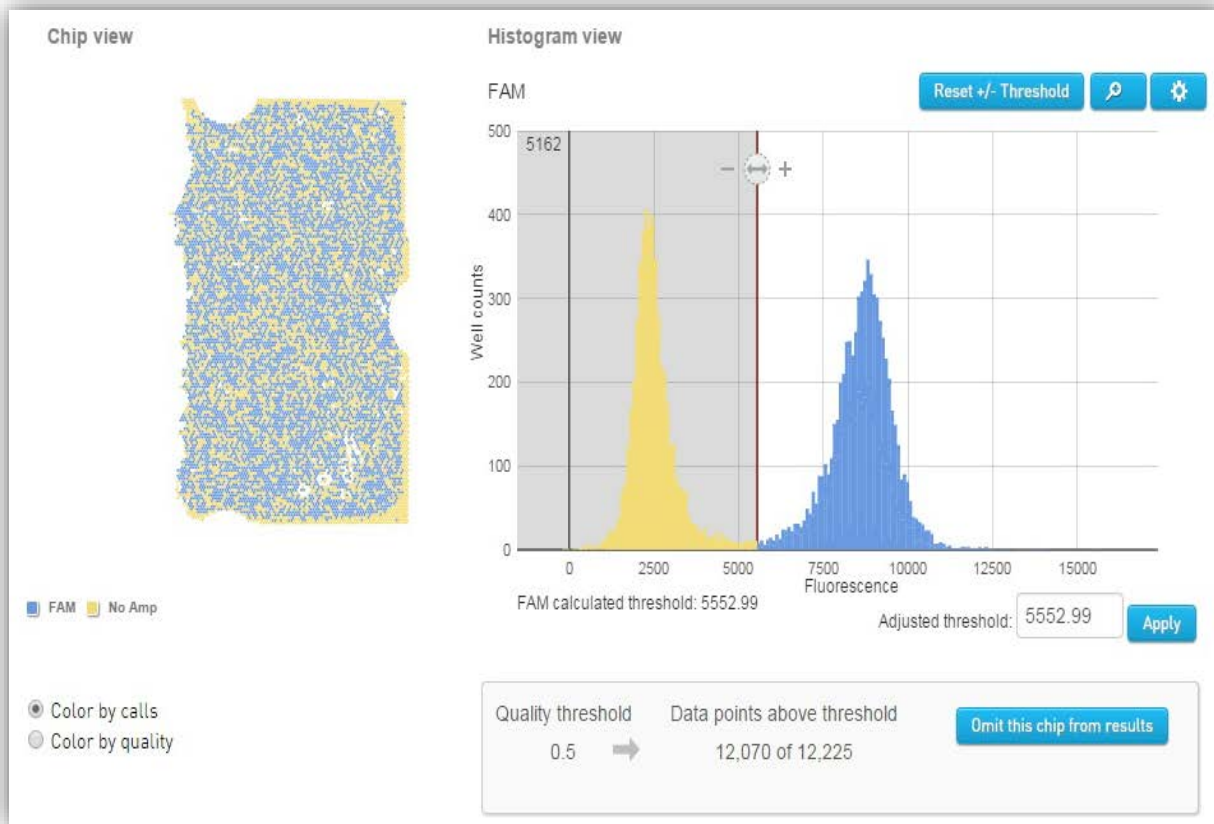 Chip view
Histogram view
FAM
Reset +/- Threshold
500
400
300
200
100
0
Well counts
5162
− +
0 2500 5000 7500 10000 12500 15000
Fluorescence
FAM calculated threshold: 5552.99
Adjusted threshold: 5552.99 Apply
FAM No Amp
Color by calls
Color by quality
Quality threshold Data points above threshold
0.5 12,070 of 12,225
Omit this chip from results